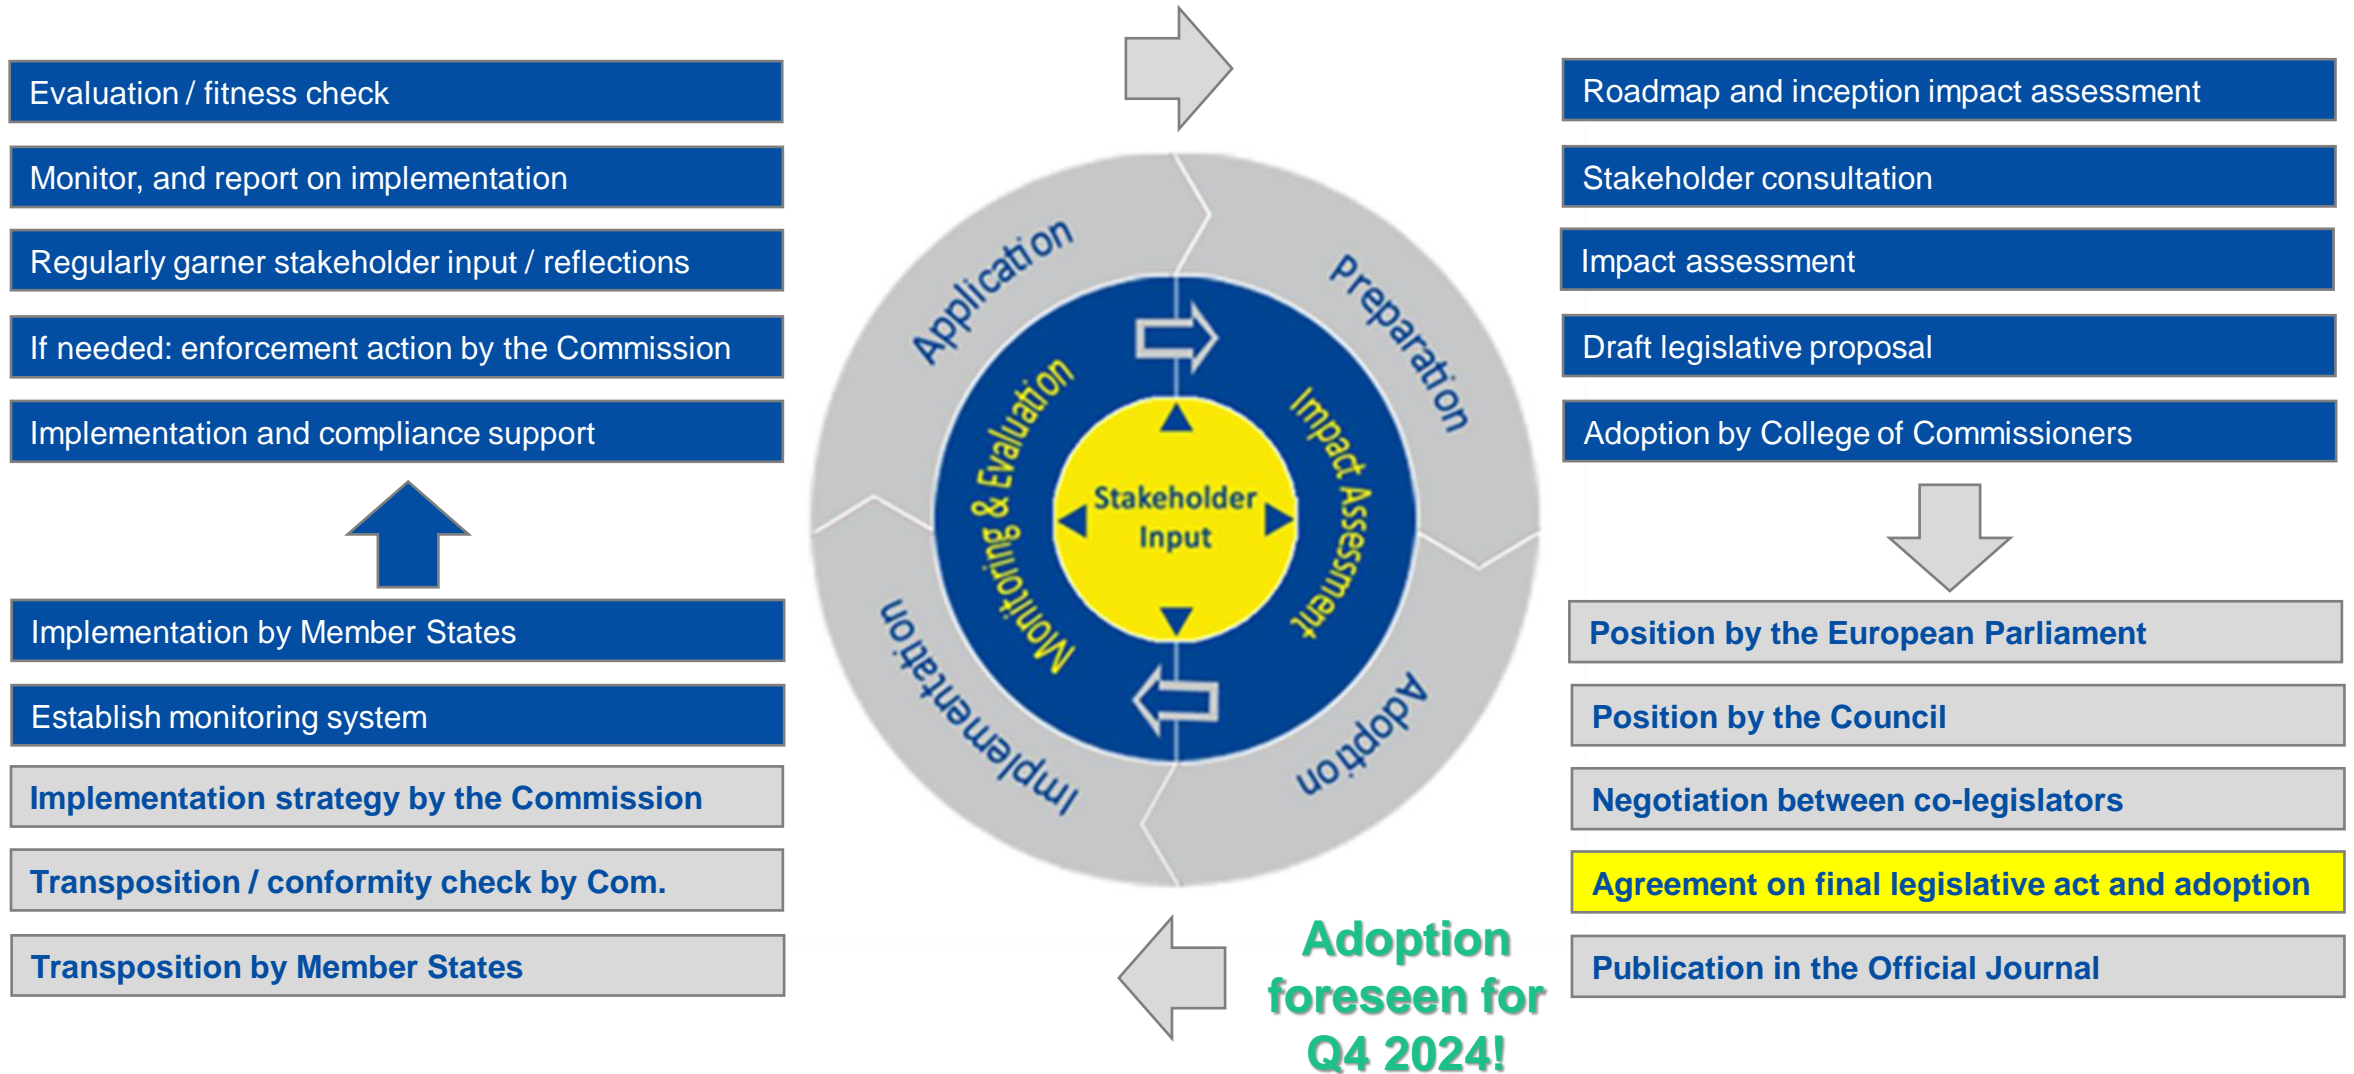 Evaluation / fitness check
Monitor, and report on implementation
Regularly garner stakeholder input / reflections
If needed: enforcement action by the Commission
Implementation and compliance support
Implementation by Member States
Establish monitoring system
Implementation strategy by the Commission
Transposition / conformity check by Com.
Transposition by Member States
Application
Preparation
Adoption
Implementation
Monitoring & Evaluation
Impact Assessment
Stakeholder
Input
Adoption
foreseen for
Q4 2024!
Roadmap and inception impact assessment
Stakeholder consultation
Impact assessment
Draft legislative proposal
Adoption by College of Commissioners
Position by the European Parliament
Position by the Council
Negotiation between co-legislators
Agreement on final legislative act and adoption
Publication in the Official Journal